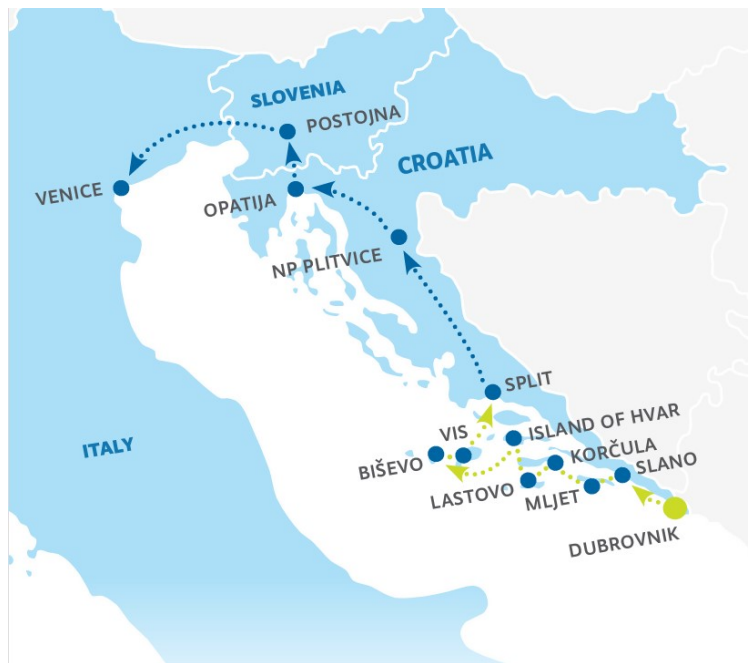 SLOVENIA
POSTOJNA
CROATIA
VENICE
OPATIJA
NP PLITVICE
SPLIT
ISLAND OF HVAR
VIS
ITALY
KORČULA
BIŠEVO
SLANO
LASTOVO
MLJET
DUBROVNIK